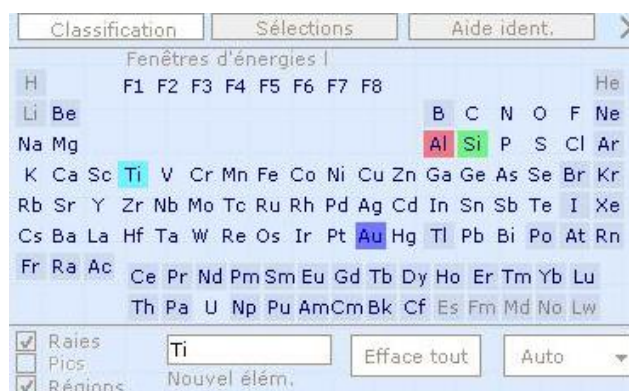 Classification Sélections Aide ident.
Fenêtres d'énergies I
H F1 F2 F3 F4 F5 F6 F7 F8 He
Li Be B C N O F Ne
Na Mg Al Si P S Cl Ar
K Ca Sc Ti V Cr Mn Fe Co Ni Cu Zn Ga Ge As Se Br Kr
Rb Sr Y Zr Nb Mo Tc Ru Rh Pd Ag Cd In Sn Sb Te I Xe
Cs Ba La Hf Ta W Re Os Ir Pt Au Hg Tl Pb Bi Po At Rn
Fr Ra Ac Ce Pr Nd Pm Sm Eu Gd Tb Dy Ho Er Tm Yb Lu
Th Pa U Np Pu Am Cm Bk Cf Es Fm Md No Lw
Raies Ti Efface tout Auto
Pics
Régions Nouvel élém.